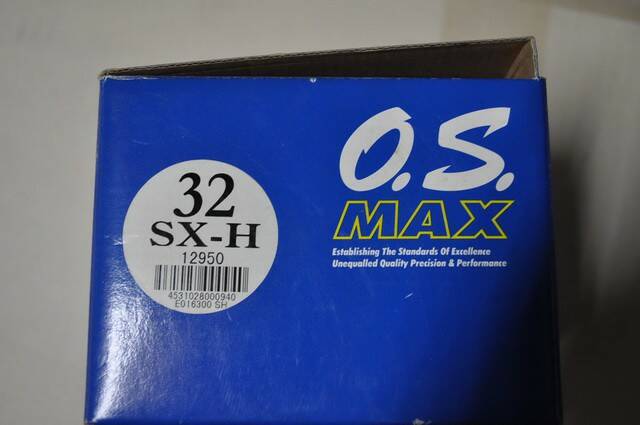 32
SX-H
12950
4531028000940
E016300 SH
O.S.
MAX
Establishing The Standards Of Excellence
Unequalled Quality Precision & Performance